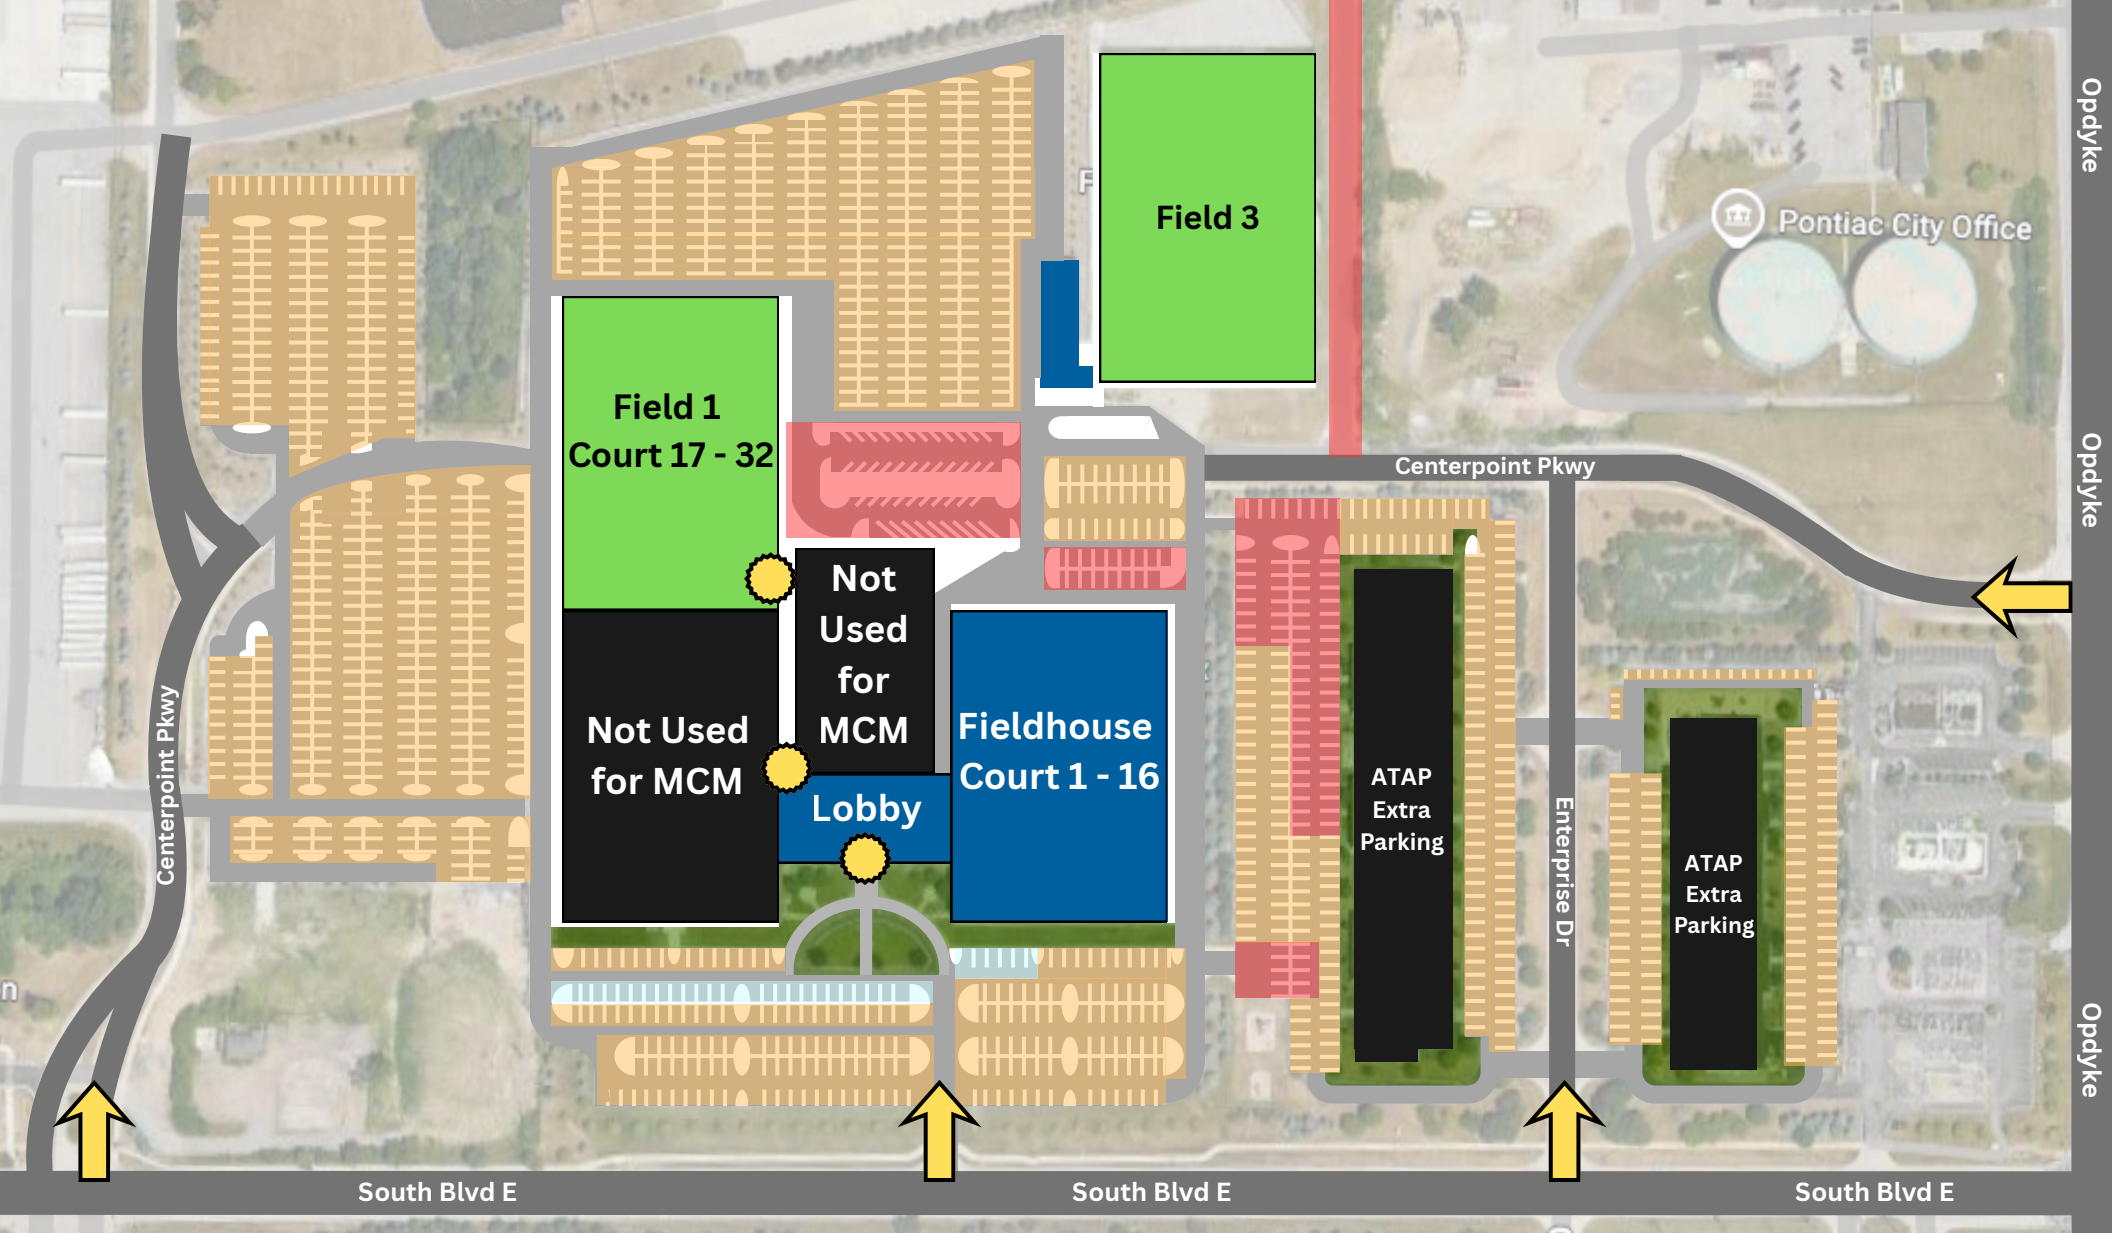 Opdyke
Field 3
Pontiac City Office
Field 1
Court 17 - 32
Centerpoint Pkwy
Opdyke
Not
Used
for
MCM
Not Used
for MCM
Fieldhouse
Court 1 - 16
Lobby
Centerpoint Pkwy
ATAP
Extra
Parking
Enterprise Dr
ATAP
Extra
Parking
Opdyke
South Blvd E
South Blvd E
South Blvd E